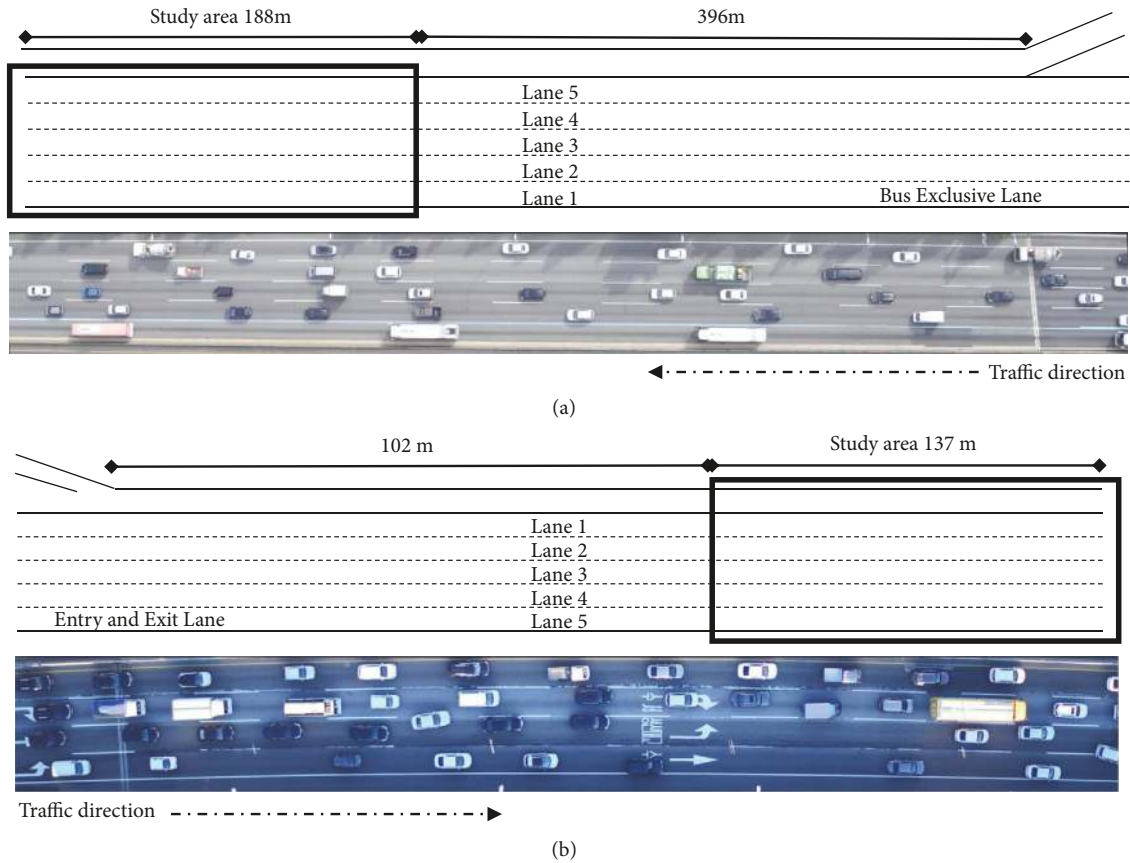 Study area 188m
396m
Lane 5
Lane 4
Lane 3
Lane 2
Lane 1
Bus Exclusive Lane
Traffic direction
(a)
102 m
Study area 137 m
Lane 1
Lane 2
Lane 3
Lane 4
Entry and Exit Lane
Lane 5
Traffic direction
(b)